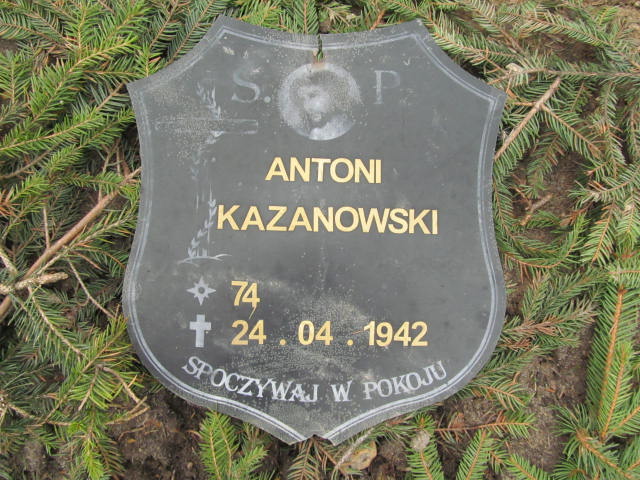 S. P
ANTONI
KAZANOWSKI
74
24.04.1942
SPOCZYWAJ W POKOJU